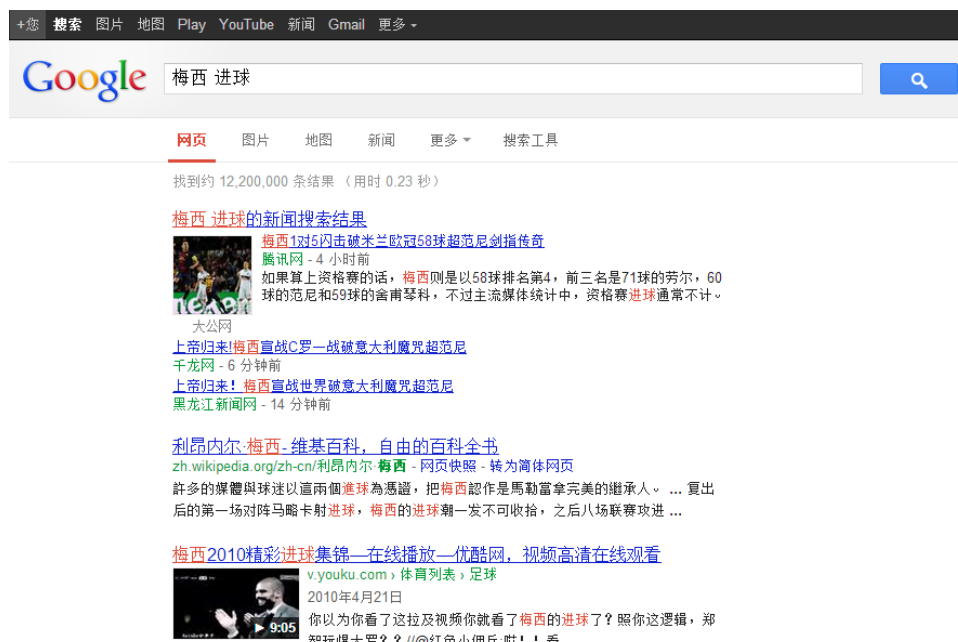 +您 搜索 图片 地图 Play YouTube 新闻 Gmail 更多
Google 梅西 进球
网页 图片 地图 新闻 更多 搜索工具
找到约 12,200,000 条结果 （用时 0.23 秒）
梅西 进球的新闻搜索结果
梅西1对5闪击破米兰欧冠58球超范尼剑指传奇
腾讯网 - 4 小时前
如果算上资格赛的话，梅西则是以58球排名第4，前三名是71球的劳尔，60
球的范尼和59球的舍甫琴科，不过主流媒体统计中，资格赛进球通常不计。
大公网
上帝归来!梅西宣战C罗一战破意大利魔咒超范尼
千龙网 - 6 分钟前
上帝归来！梅西宣战世界破意大利魔咒超范尼
黑龙江新闻网 - 14 分钟前
利昂内尔·梅西 - 维基百科，自由的百科全书
zh.wikipedia.org/zh-cn/利昂内尔·梅西 - 网页快照 - 转为简体网页
許多的媒體與球迷以這兩個進球為憑證，把梅西認作是馬勒當拿完美的繼承人。 ... 复出
后的第一场对阵马略卡射进球，梅西的进球潮一发不可收拾，之后八场联赛攻进 ...
梅西2010精彩进球集锦—在线播放—优酷网，视频高清在线观看
v.youku.com › 体育列表 › 足球
2010年4月21日
9:05
你以为你看了这拉及视频你就看了梅西的进球了？照你这逻辑，郑
智玩爆大罗？？//@红色小佣兵:哎！！看